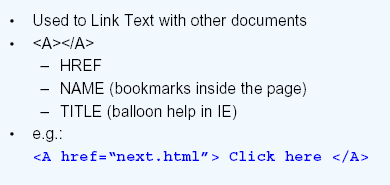 • Used to Link Text with other documents
• <A></A>
– HREF
– NAME (bookmarks inside the page)
– TITLE (balloon help in IE)
• e.g.:
<A href=“next.html”> Click here </A>